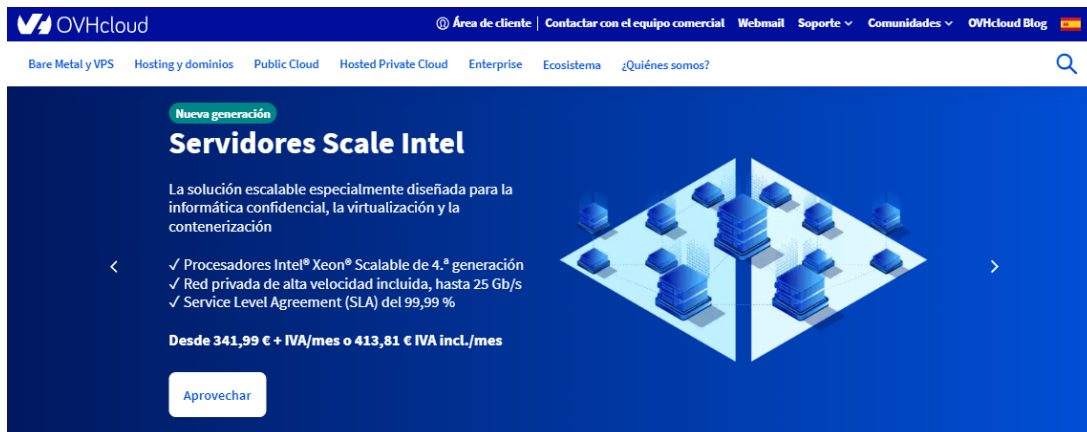 OVHcloud
Área de cliente | Contactar con el equipo comercial Webmail Soporte Comunidades OVHcloud Blog
Bare Metal y VPS Hosting y dominios Public Cloud Hosted Private Cloud Enterprise Ecosistema ¿Quiénes somos?
Nueva generación
Servidores Scale Intel
La solución escalable especialmente diseñada para la
informática confidencial, la virtualización y la
contenerización
✓ Procesadores Intel® Xeon® Scalable de 4.ª generación
✓ Red privada de alta velocidad incluida, hasta 25 Gb/s
✓ Service Level Agreement (SLA) del 99,99 %
Desde 341,99 € + IVA/mes o 413,81 € IVA incl./mes
Aprovechar